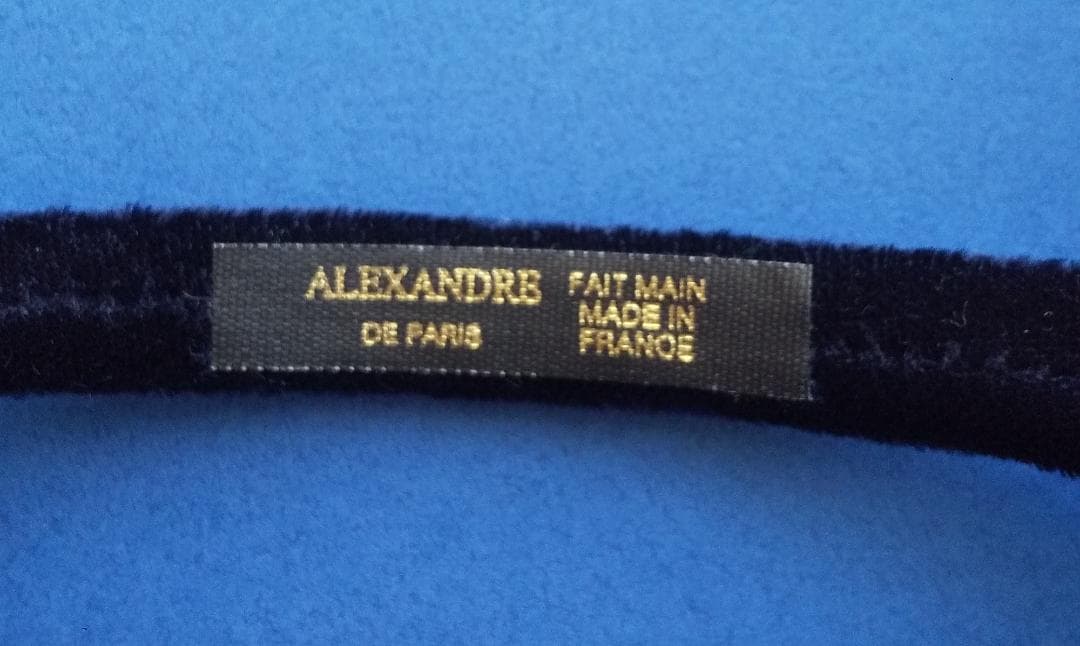 ALEXANDRE
DE PARIS
FAIT MAIN
MADE IN
FRANCE